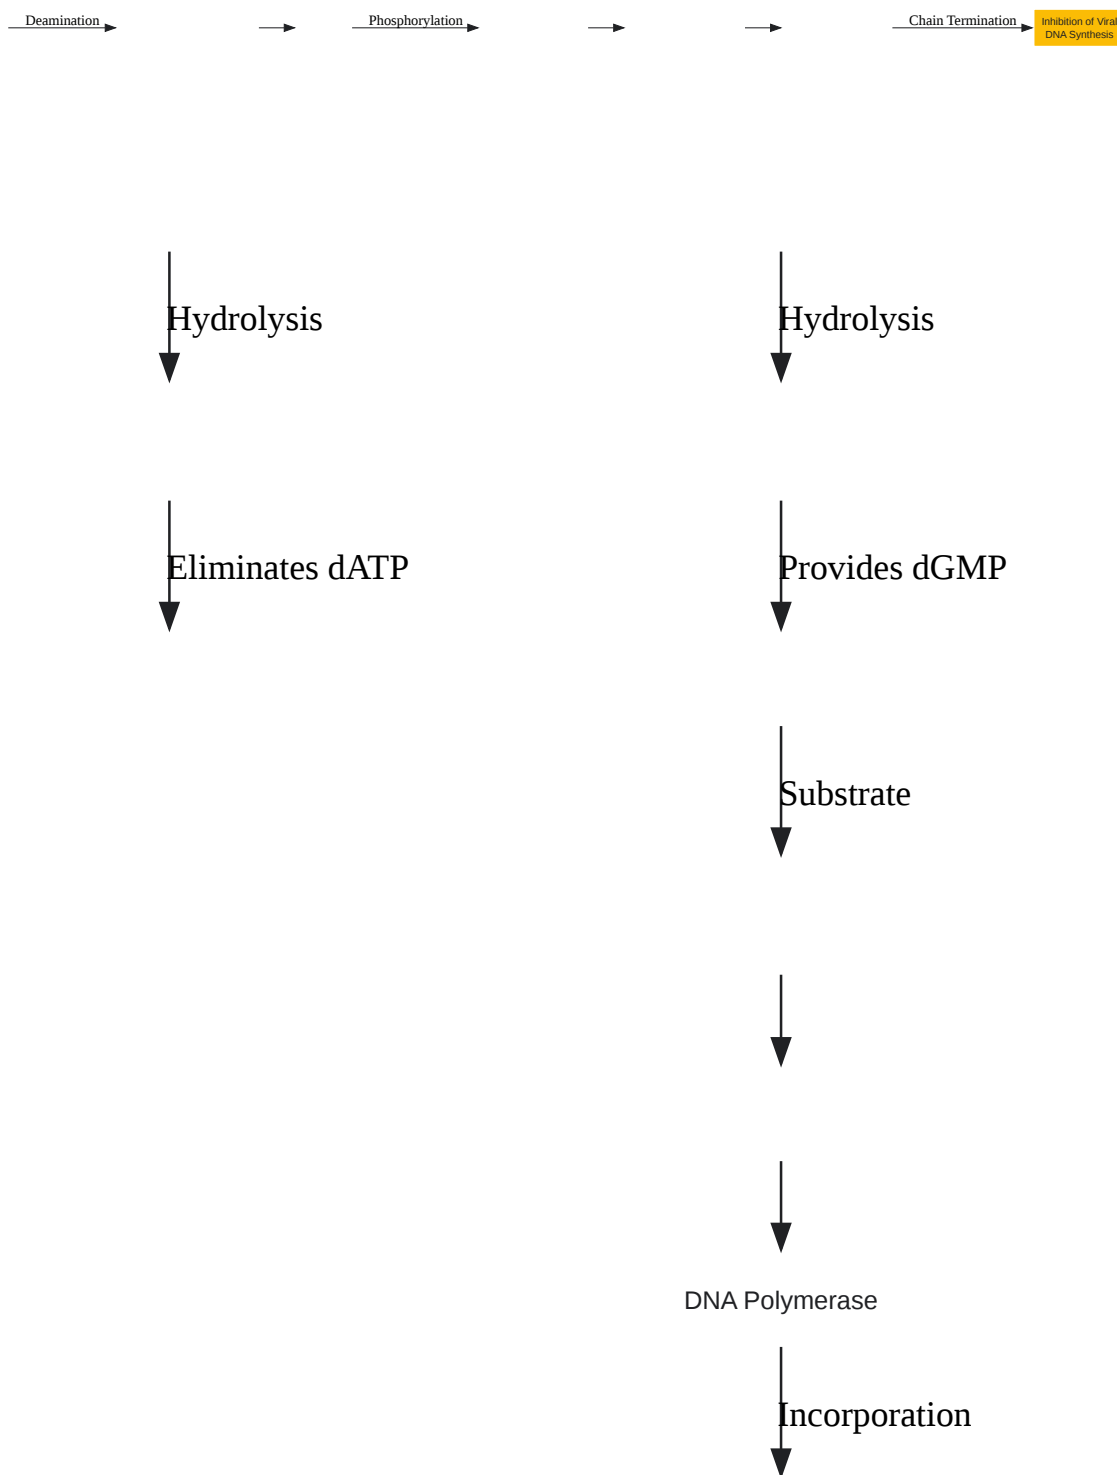 Deamination
Phosphorylation
Chain Termination
Inhibition of Viral
DNA Synthesis
Hydrolysis
Hydrolysis
Eliminates dATP
Provides dGMP
Substrate
DNA Polymerase
Incorporation